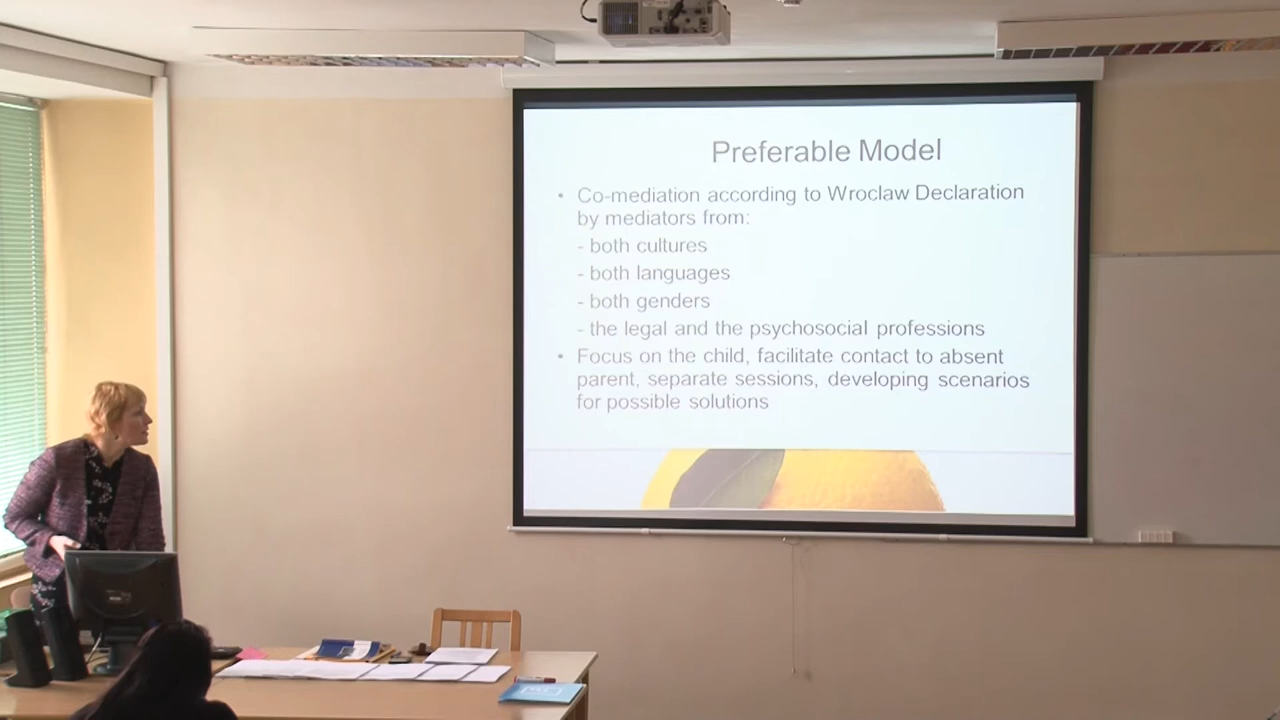 Preferable Model
• Co-mediation according to Wroclaw Declaration
by mediators from:
- both cultures
- both languages
- both genders
- the legal and the psychosocial professions
• Focus on the child, facilitate contact to absent
parent, separate sessions, developing scenarios
for possible solutions